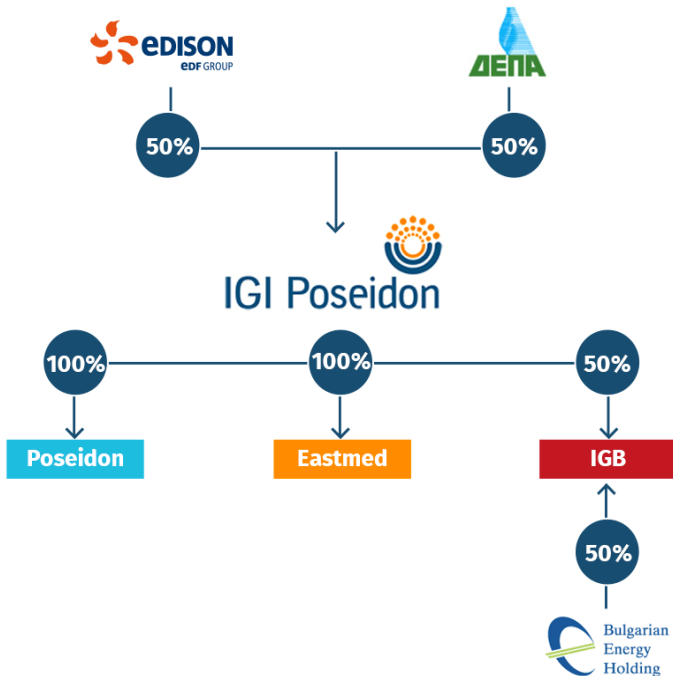 eDISON
eDF GROUP
ΔΕΠΑ
50%
50%
IGI Poseidon
100%
100%
50%
Poseidon
Eastmed
IGB
50%
Bulgarian
Energy
Holding